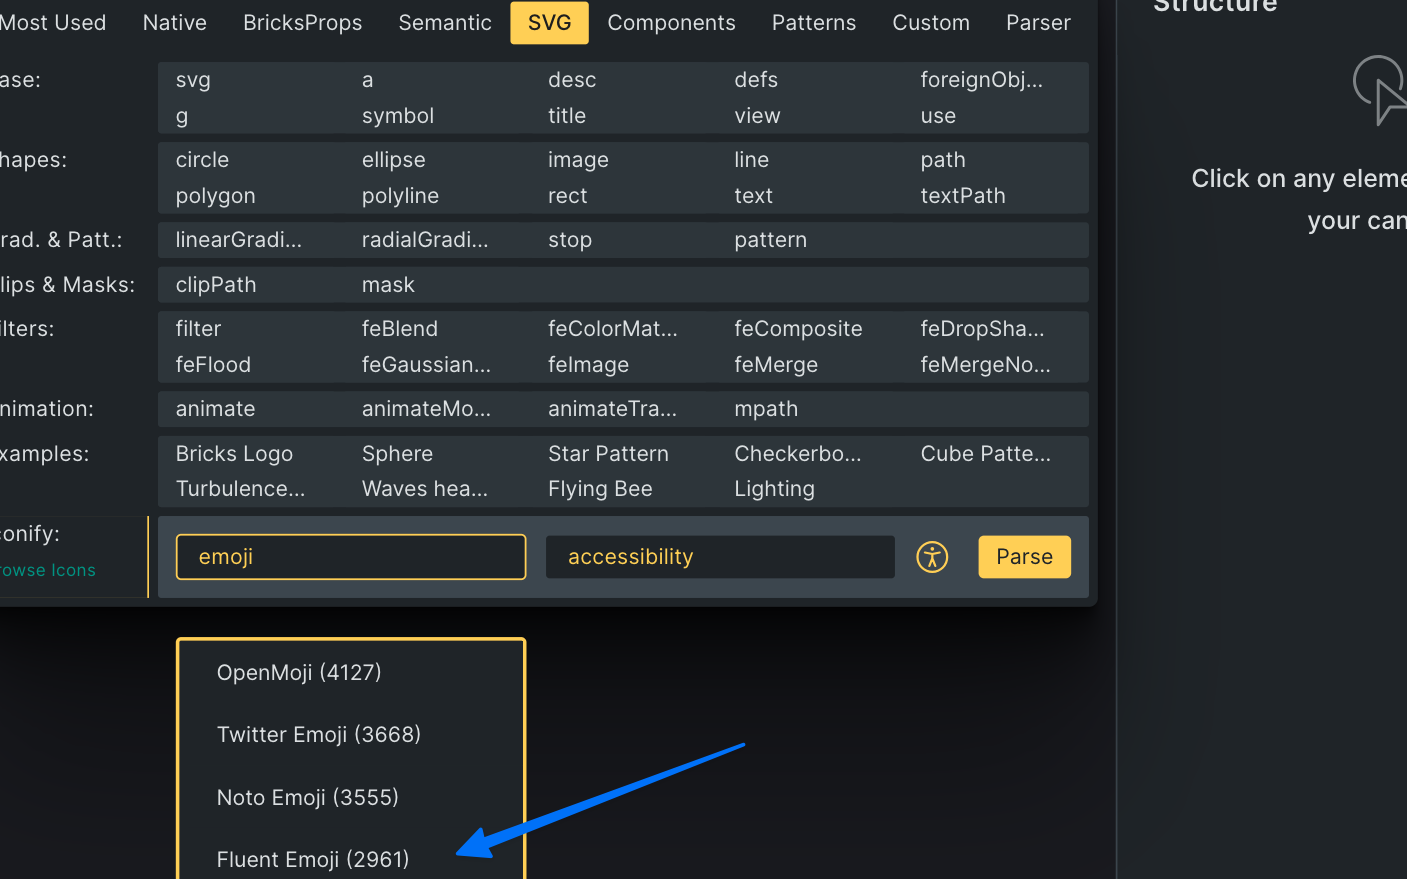 Most Used Native BricksProps Semantic SVG Components Patterns Custom Parser
Structure
ase: svg a desc defs foreignObj...
g symbol title view use
hapes: circle ellipse image line path
polygon polyline rect text textPath
rad. & Patt.: linearGradi... radialGradi... stop pattern
lips & Masks: clipPath mask
ilters: filter feBlend feColorMat... feComposite feDropSha...
feFlood feGaussian... feImage feMerge feMergeNo...
nimation: animate animateMo... animateTra... mpath
xamples: Bricks Logo Sphere Star Pattern Checkerbo... Cube Patte...
Turbulence... Waves hea... Flying Bee Lighting
conify:
rowse Icons
emoji accessibility Parse
OpenMoji (4127)
Twitter Emoji (3668)
Noto Emoji (3555)
Fluent Emoji (2961)
Click on any eleme
your can